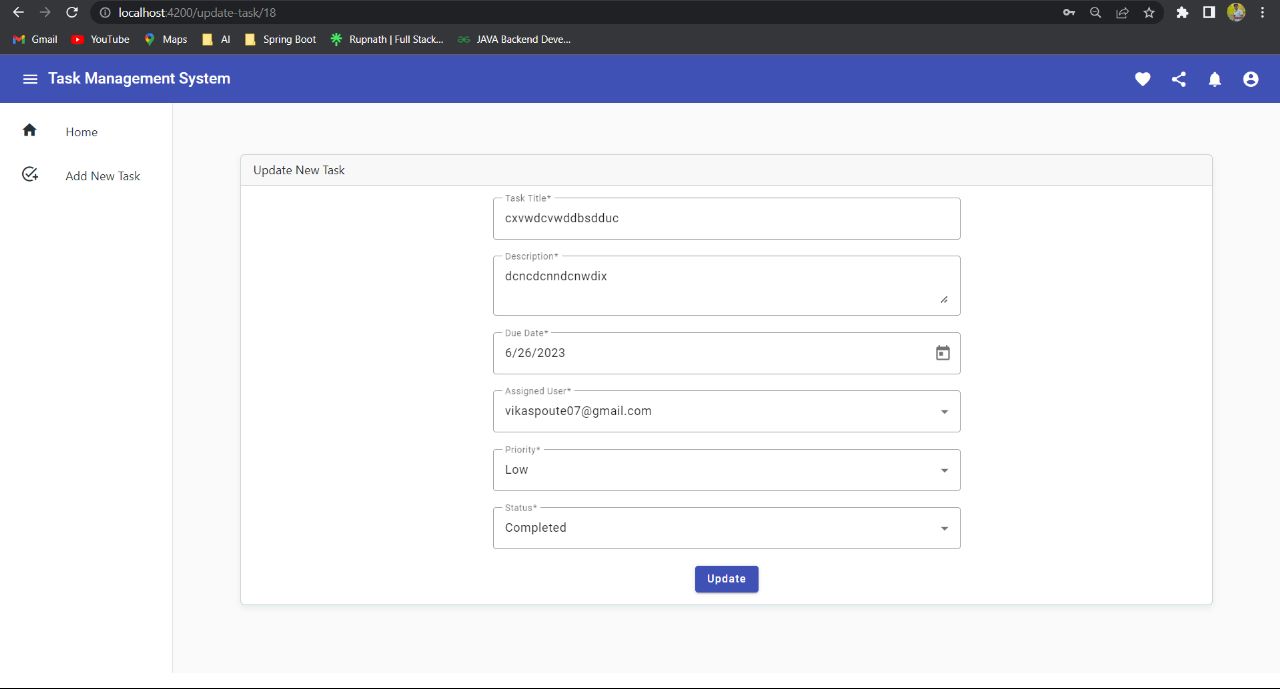 localhost:4200/update-task/18
Gmail YouTube Maps AI Spring Boot Rupnath | Full Stack... JAVA Backend Deve...
Task Management System
Home
Add New Task
Update New Task
Task Title*
cxvwdcvwddbsdduc
Description*
dcncdcnndcnwdix
Due Date*
6/26/2023
Assigned User*
vikaspoute07@gmail.com
Priority*
Low
Status*
Completed
Update